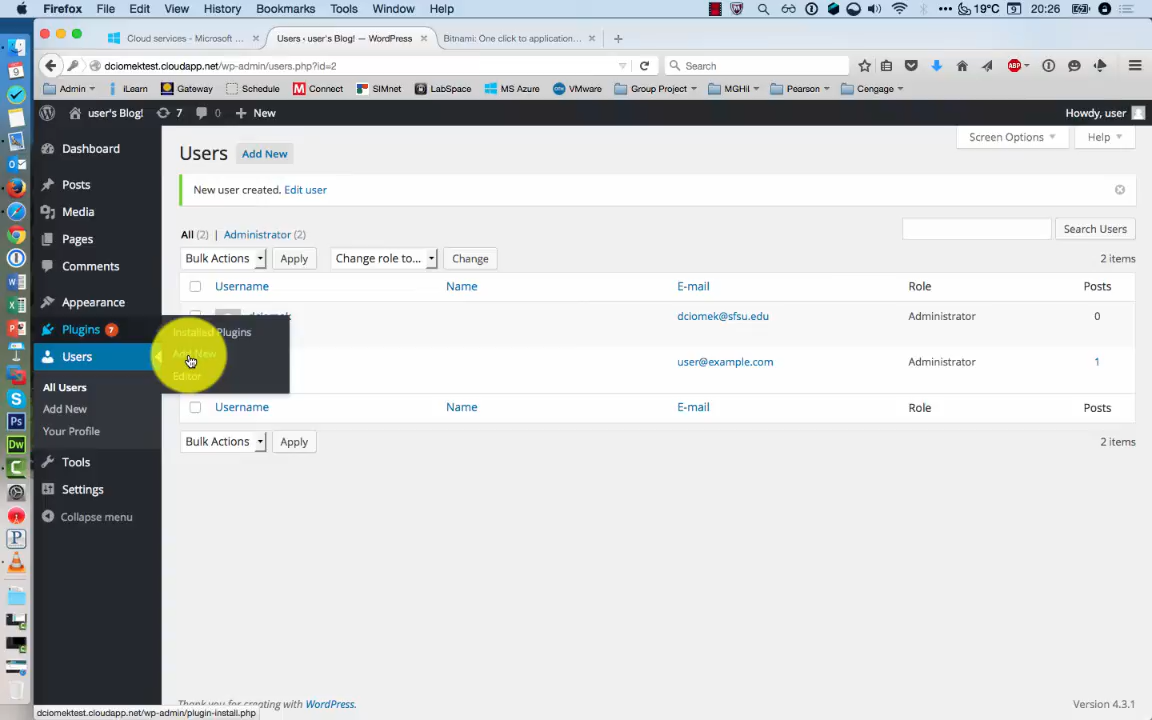 Firefox File Edit View History Bookmarks Tools Window Help 19°C 9 20:26
Cloud services - Microsoft ... Users ‹ user's Blog! — WordPress Bitnami: One click to application...
dciomektest.cloudapp.net/wp-admin/users.php?id=2 Search
Admin iLearn Gateway Schedule Connect SIMnet LabSpace MS Azure VMware Group Project MGHII Pearson Cengage
user's Blog! 7 0 New Howdy, user
Screen Options Help
Dashboard
Posts
Media
Pages
Comments
Appearance
Plugins 7
Users
All Users
Add New
Your Profile
Tools
Settings
Collapse menu
Installed Plugins
Add New
Editor
Users Add New
New user created. Edit user
All (2) | Administrator (2)
Search Users
Bulk Actions Apply Change role to... Change 2 items
Username Name E-mail Role Posts
dciomek dciomek@sfsu.edu Administrator 0
user@example.com Administrator 1
Username Name E-mail Role Posts
Bulk Actions Apply 2 items
Thank you for creating with WordPress. Version 4.3.1
dciomektest.cloudapp.net/wp-admin/plugin-install.php